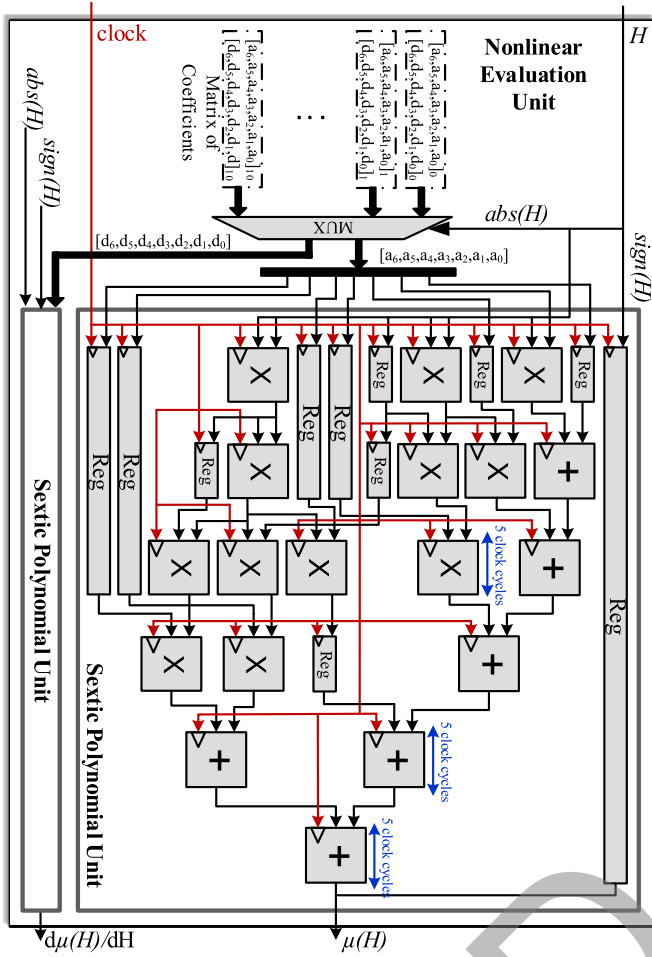 clock
H
Nonlinear
Evaluation
Unit
abs(H)
sign(H)
Matrix of
Coefficients
[a6,a5,a4,a3,a2,a1,a0]10
[d6,d5,d4,d3,d2,d1,d]10
...
[a6,a5,a4,a3,a2,a1,a0]1
[d6,d5,d4,d3,d2,d1,d0]1
[a6,a5,a4,a3,a2,a1,a0]0
[d6,d5,d4,d3,d2,d1,d0]0
MUX
abs(H)
sign(H)
[d6,d5,d4,d3,d2,d1,d0]
[a6,a5,a4,a3,a2,a1,a0]
X
Reg
X
Reg
X
Reg
Reg
Reg
Reg
Reg
Reg
X
Reg
X
X
+
Reg
X
X
X
X
5 clock cycles
+
X
X
Reg
+
+
+
5 clock cycles
+
5 clock cycles
Sextic Polynomial Unit
Sextic Polynomial Unit
dμ(H)/dH
μ(H)